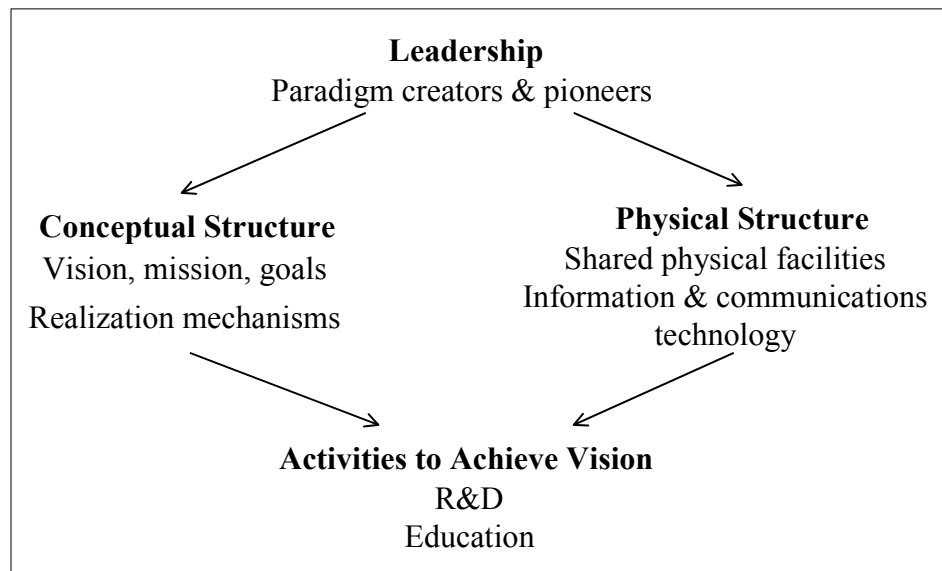 Leadership
Paradigm creators & pioneers
Conceptual Structure
Vision, mission, goals
Realization mechanisms
Physical Structure
Shared physical facilities
Information & communications
technology
Activities to Achieve Vision
R&D
Education